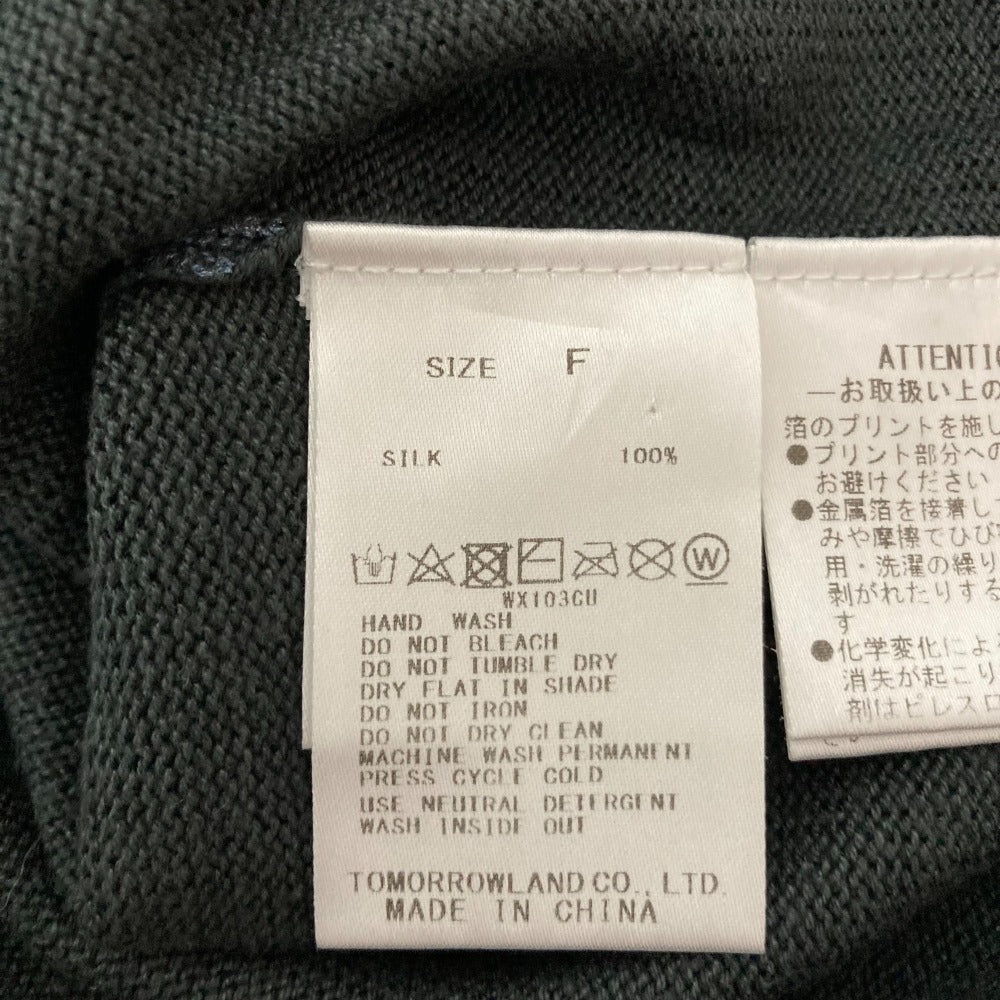 SIZE F
SILK 100%
W
WX103CU
HAND WASH
DO NOT BLEACH
DO NOT TUMBLE DRY
DRY FLAT IN SHADE
DO NOT IRON
DO NOT DRY CLEAN
MACHINE WASH PERMANENT
PRESS CYCLE COLD
USE NEUTRAL DETERGENT
WASH INSIDE OUT
TOMORROWLAND CO., LTD.
MADE IN CHINA
ATTENTIO
―お取扱い上の
箔のプリントを施し
●プリント部分への
お避けください
●金属箔を接着し
みや摩擦でひび
用・洗濯の繰り
剥がれたりする
す
●化学変化によ
消失が起こり
剤はピレスロ